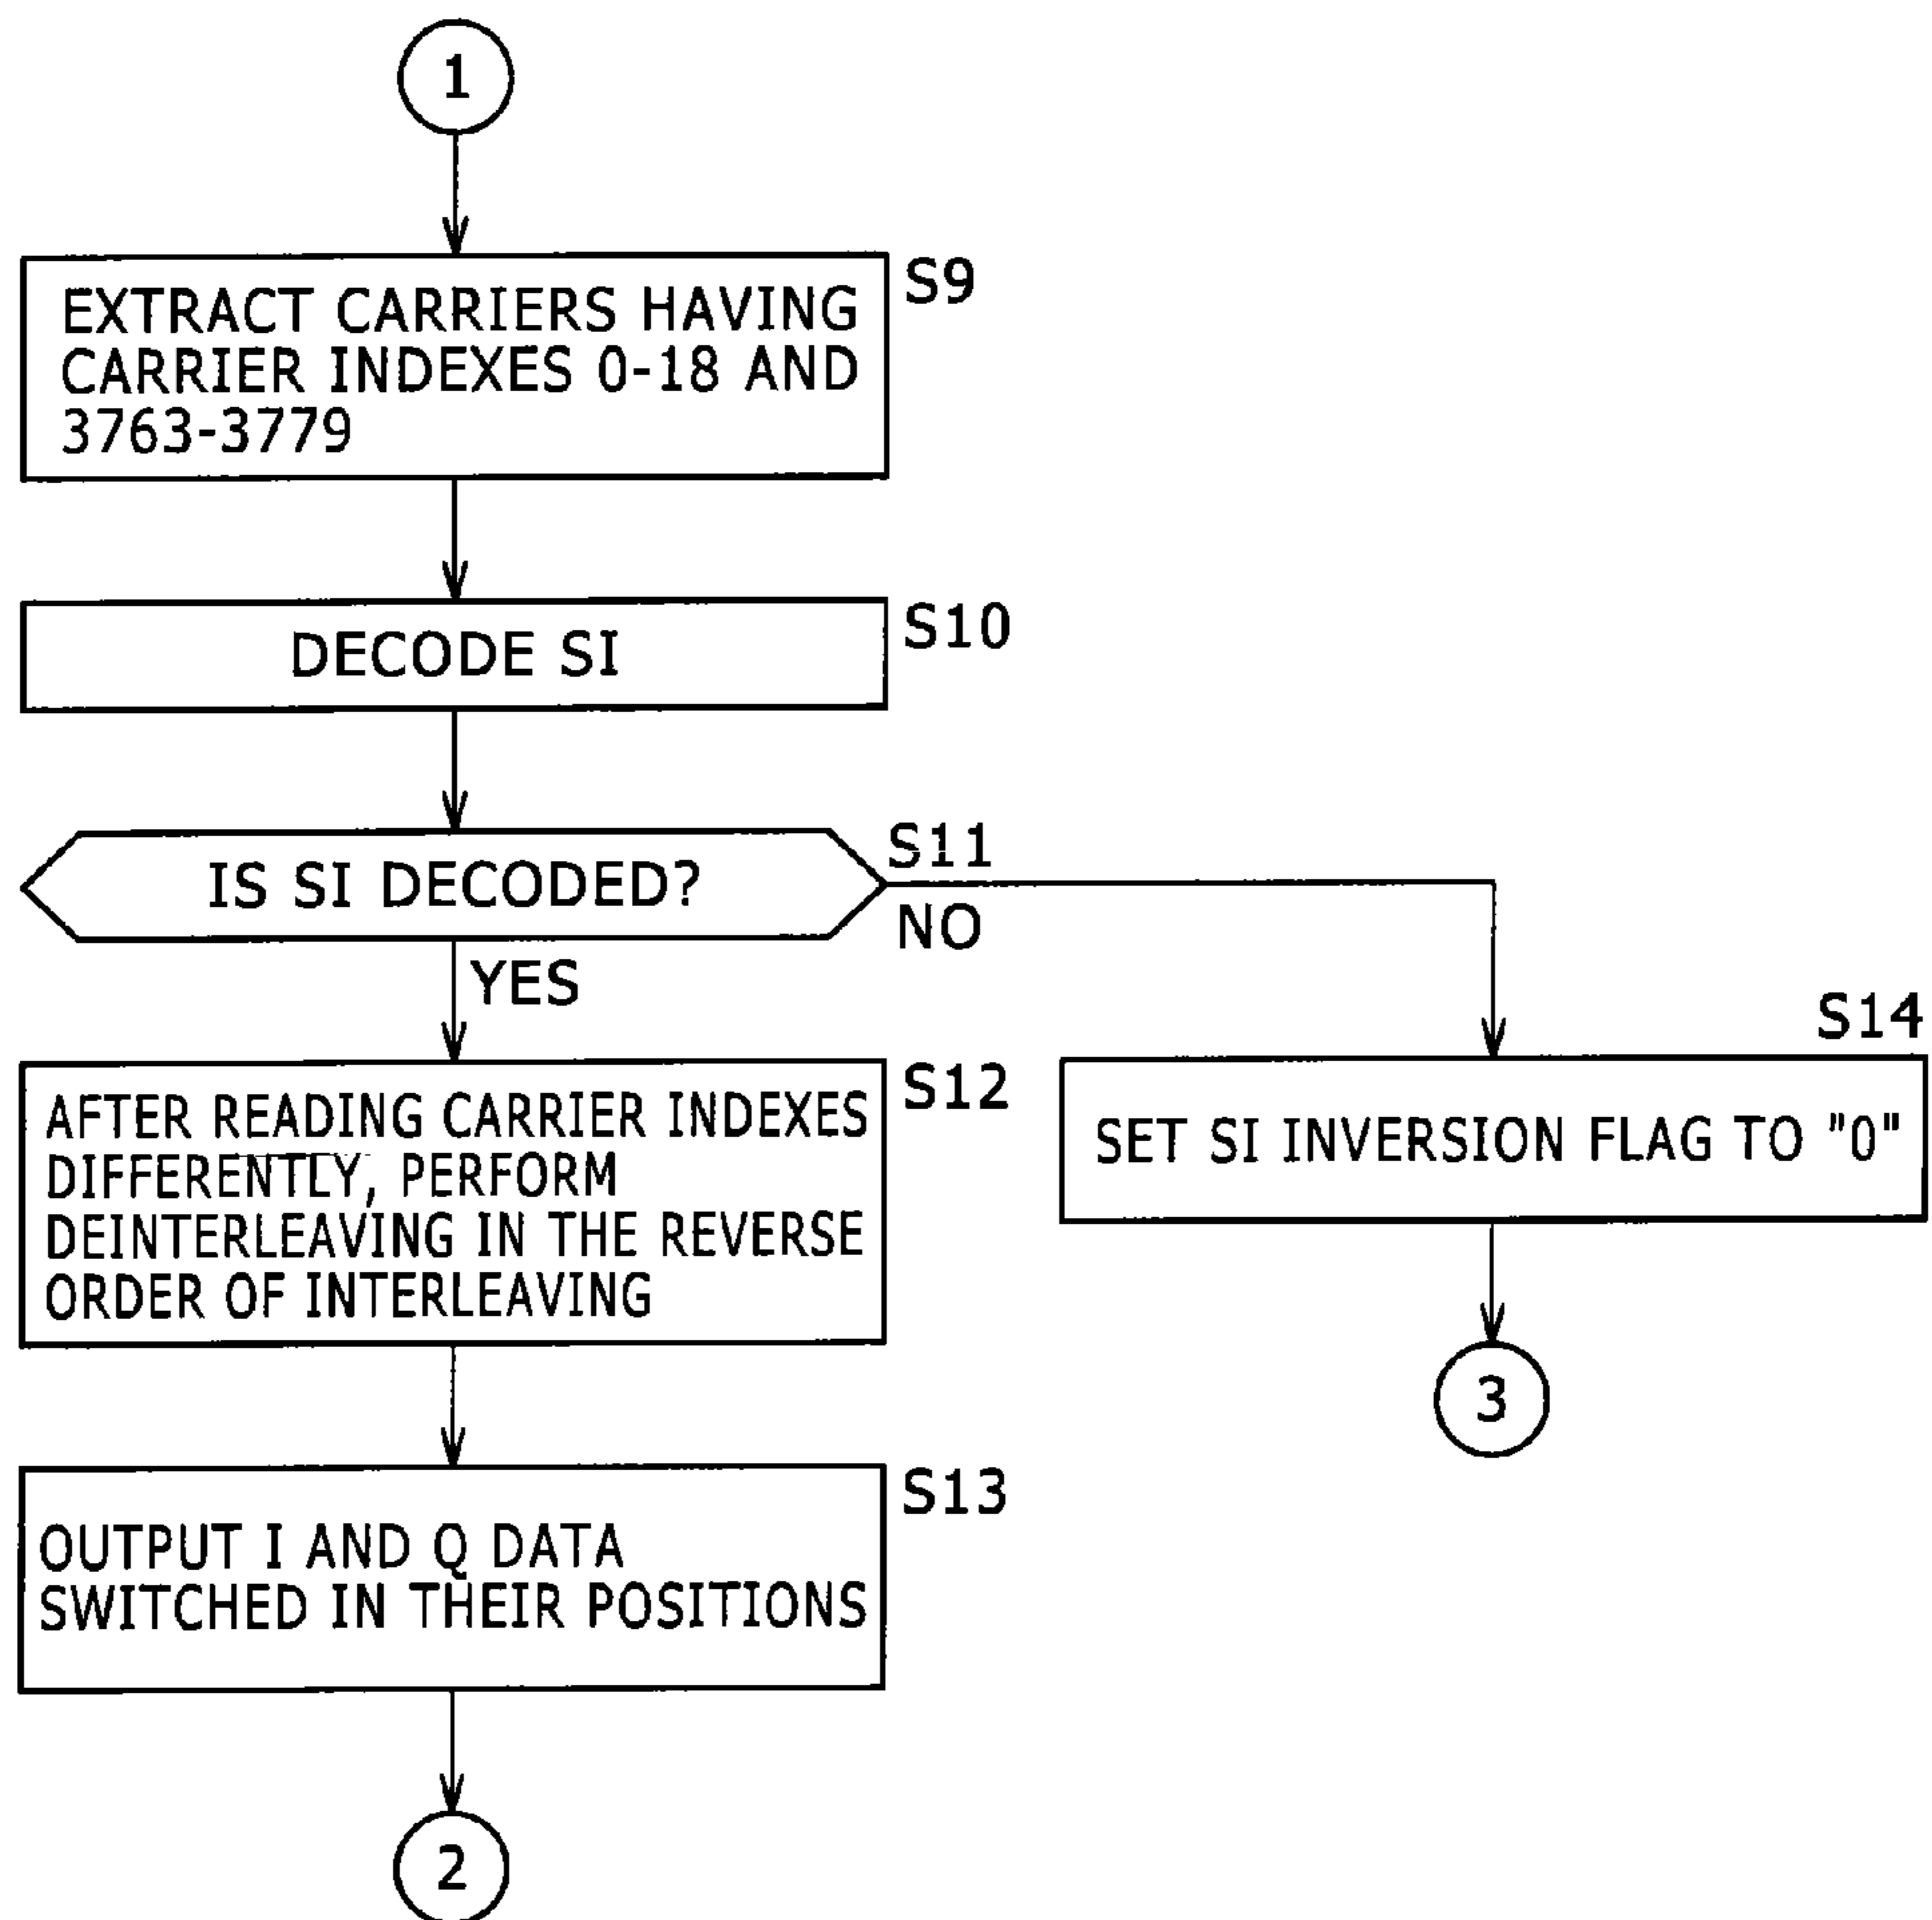 1
S9
EXTRACT CARRIERS HAVING
CARRIER INDEXES 0-18 AND
3763-3779
S10
DECODE SI
S11
IS SI DECODED?
NO
YES
S12
AFTER READING CARRIER INDEXES
DIFFERENTLY, PERFORM
DEINTERLEAVING IN THE REVERSE
ORDER OF INTERLEAVING
S14
SET SI INVERSION FLAG TO "0"
3
S13
OUTPUT I AND Q DATA
SWITCHED IN THEIR POSITIONS
2